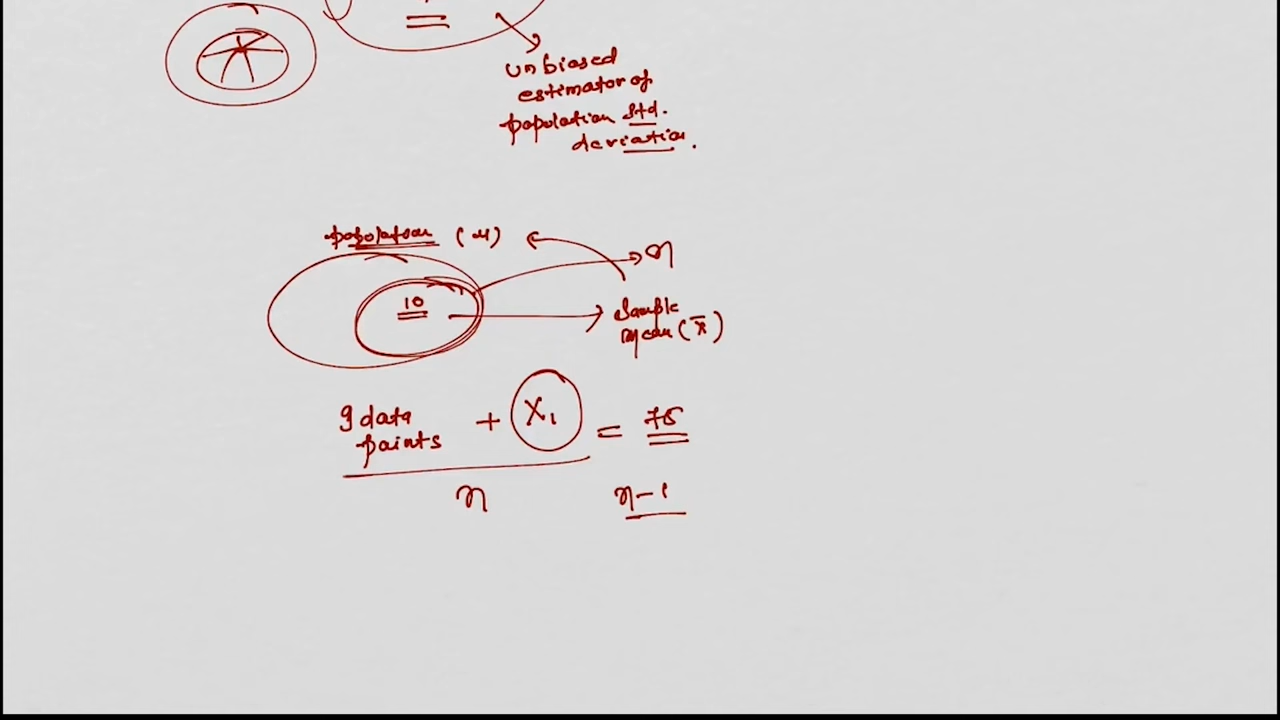 unbiased
estimator of
population std.
deviation.
population (μ)
n
10
Sample
mean (x̄)
9 data
points + X₁ = 75
n n-1